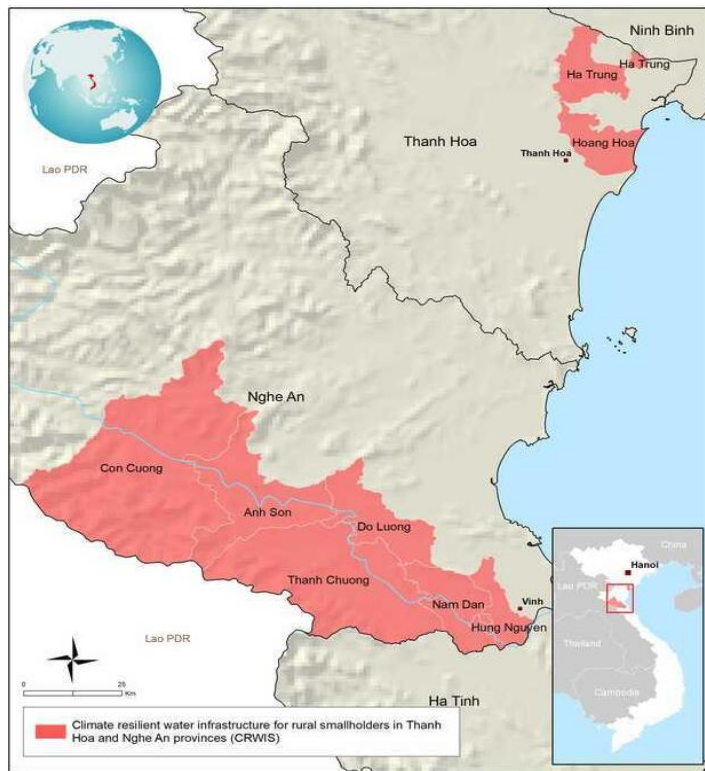 Ninh Binh
Ha Trung
Ha Trung
Thanh Hoa
Hoang Hoa
Thanh Hoa
Lao PDR
Nghe An
Con Cuong
Anh Son
Do Luong
Thanh Chuong
Nam Dan
Vinh
Hung Nguyen
Lao PDR
Ha Tinh
0
25
Km
Climate resilient water infrastructure for rural smallholders in Thanh
Hoa and Nghe An provinces (CRWIS)
China
Hanoi
Lao PDR
Thailand
Cambodia